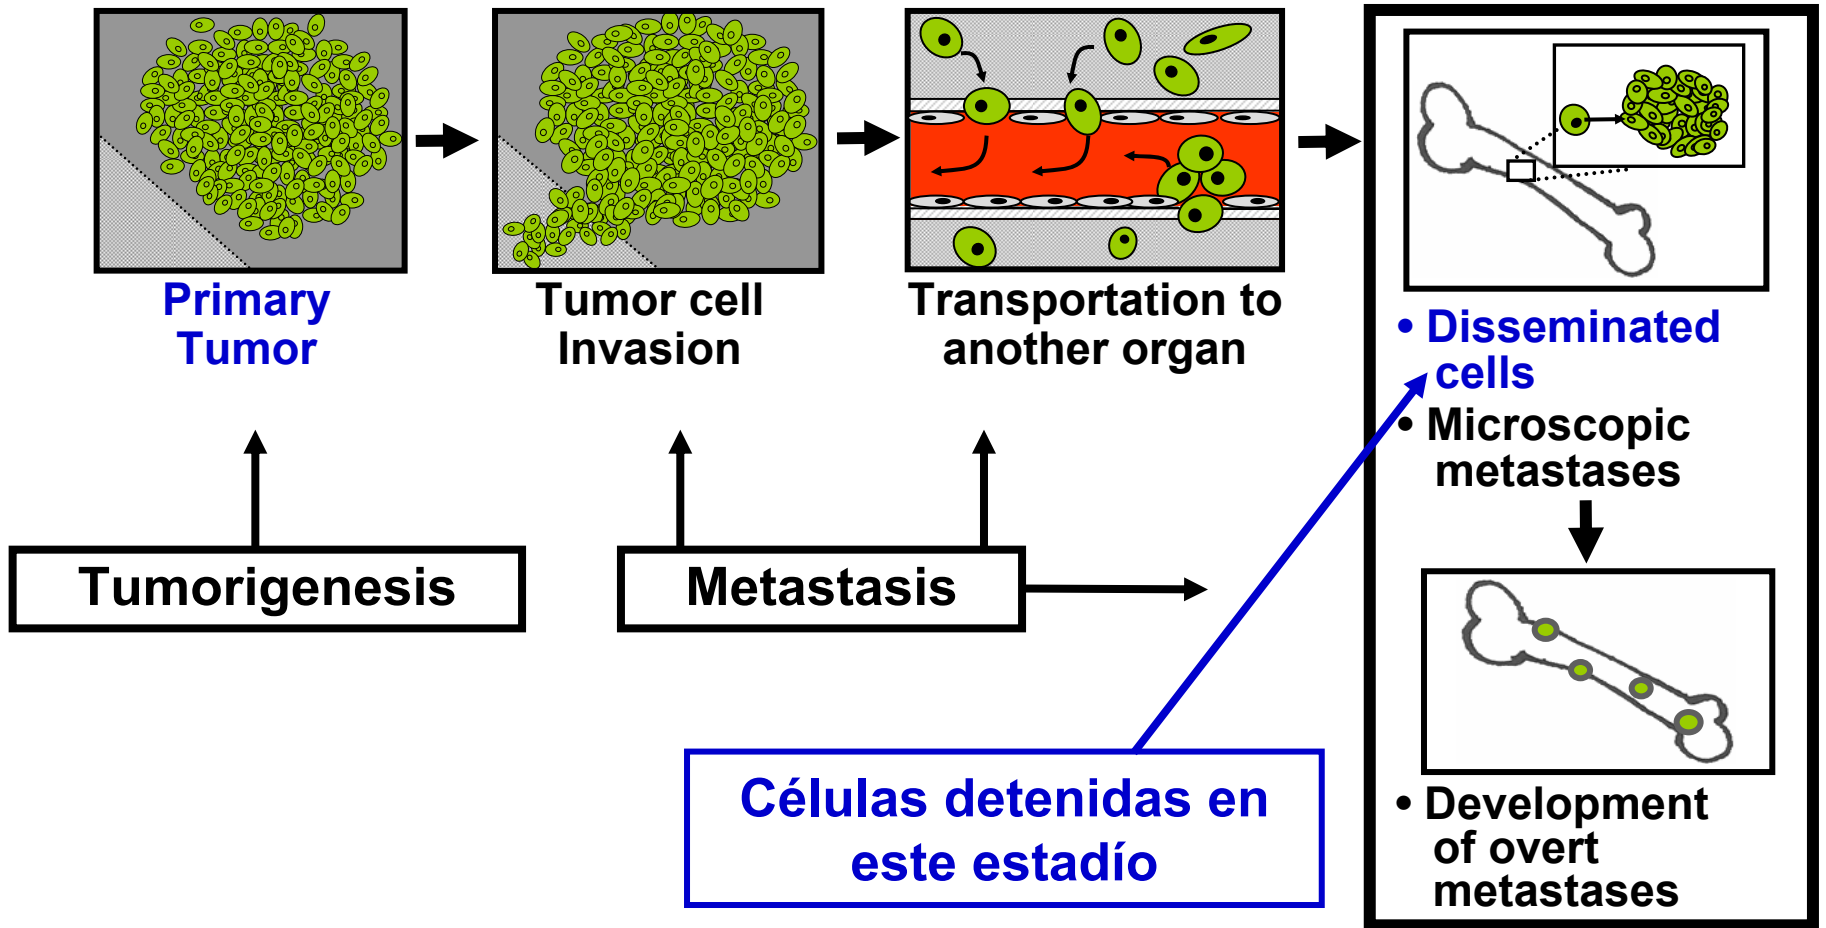 Primary
Tumor
Tumor cell
Invasion
Transportation to
another organ
• Disseminated
cells
• Microscopic
metastases
Tumorigenesis
Metastasis
Células detenidas en
este estadío
• Development
of overt
metastases